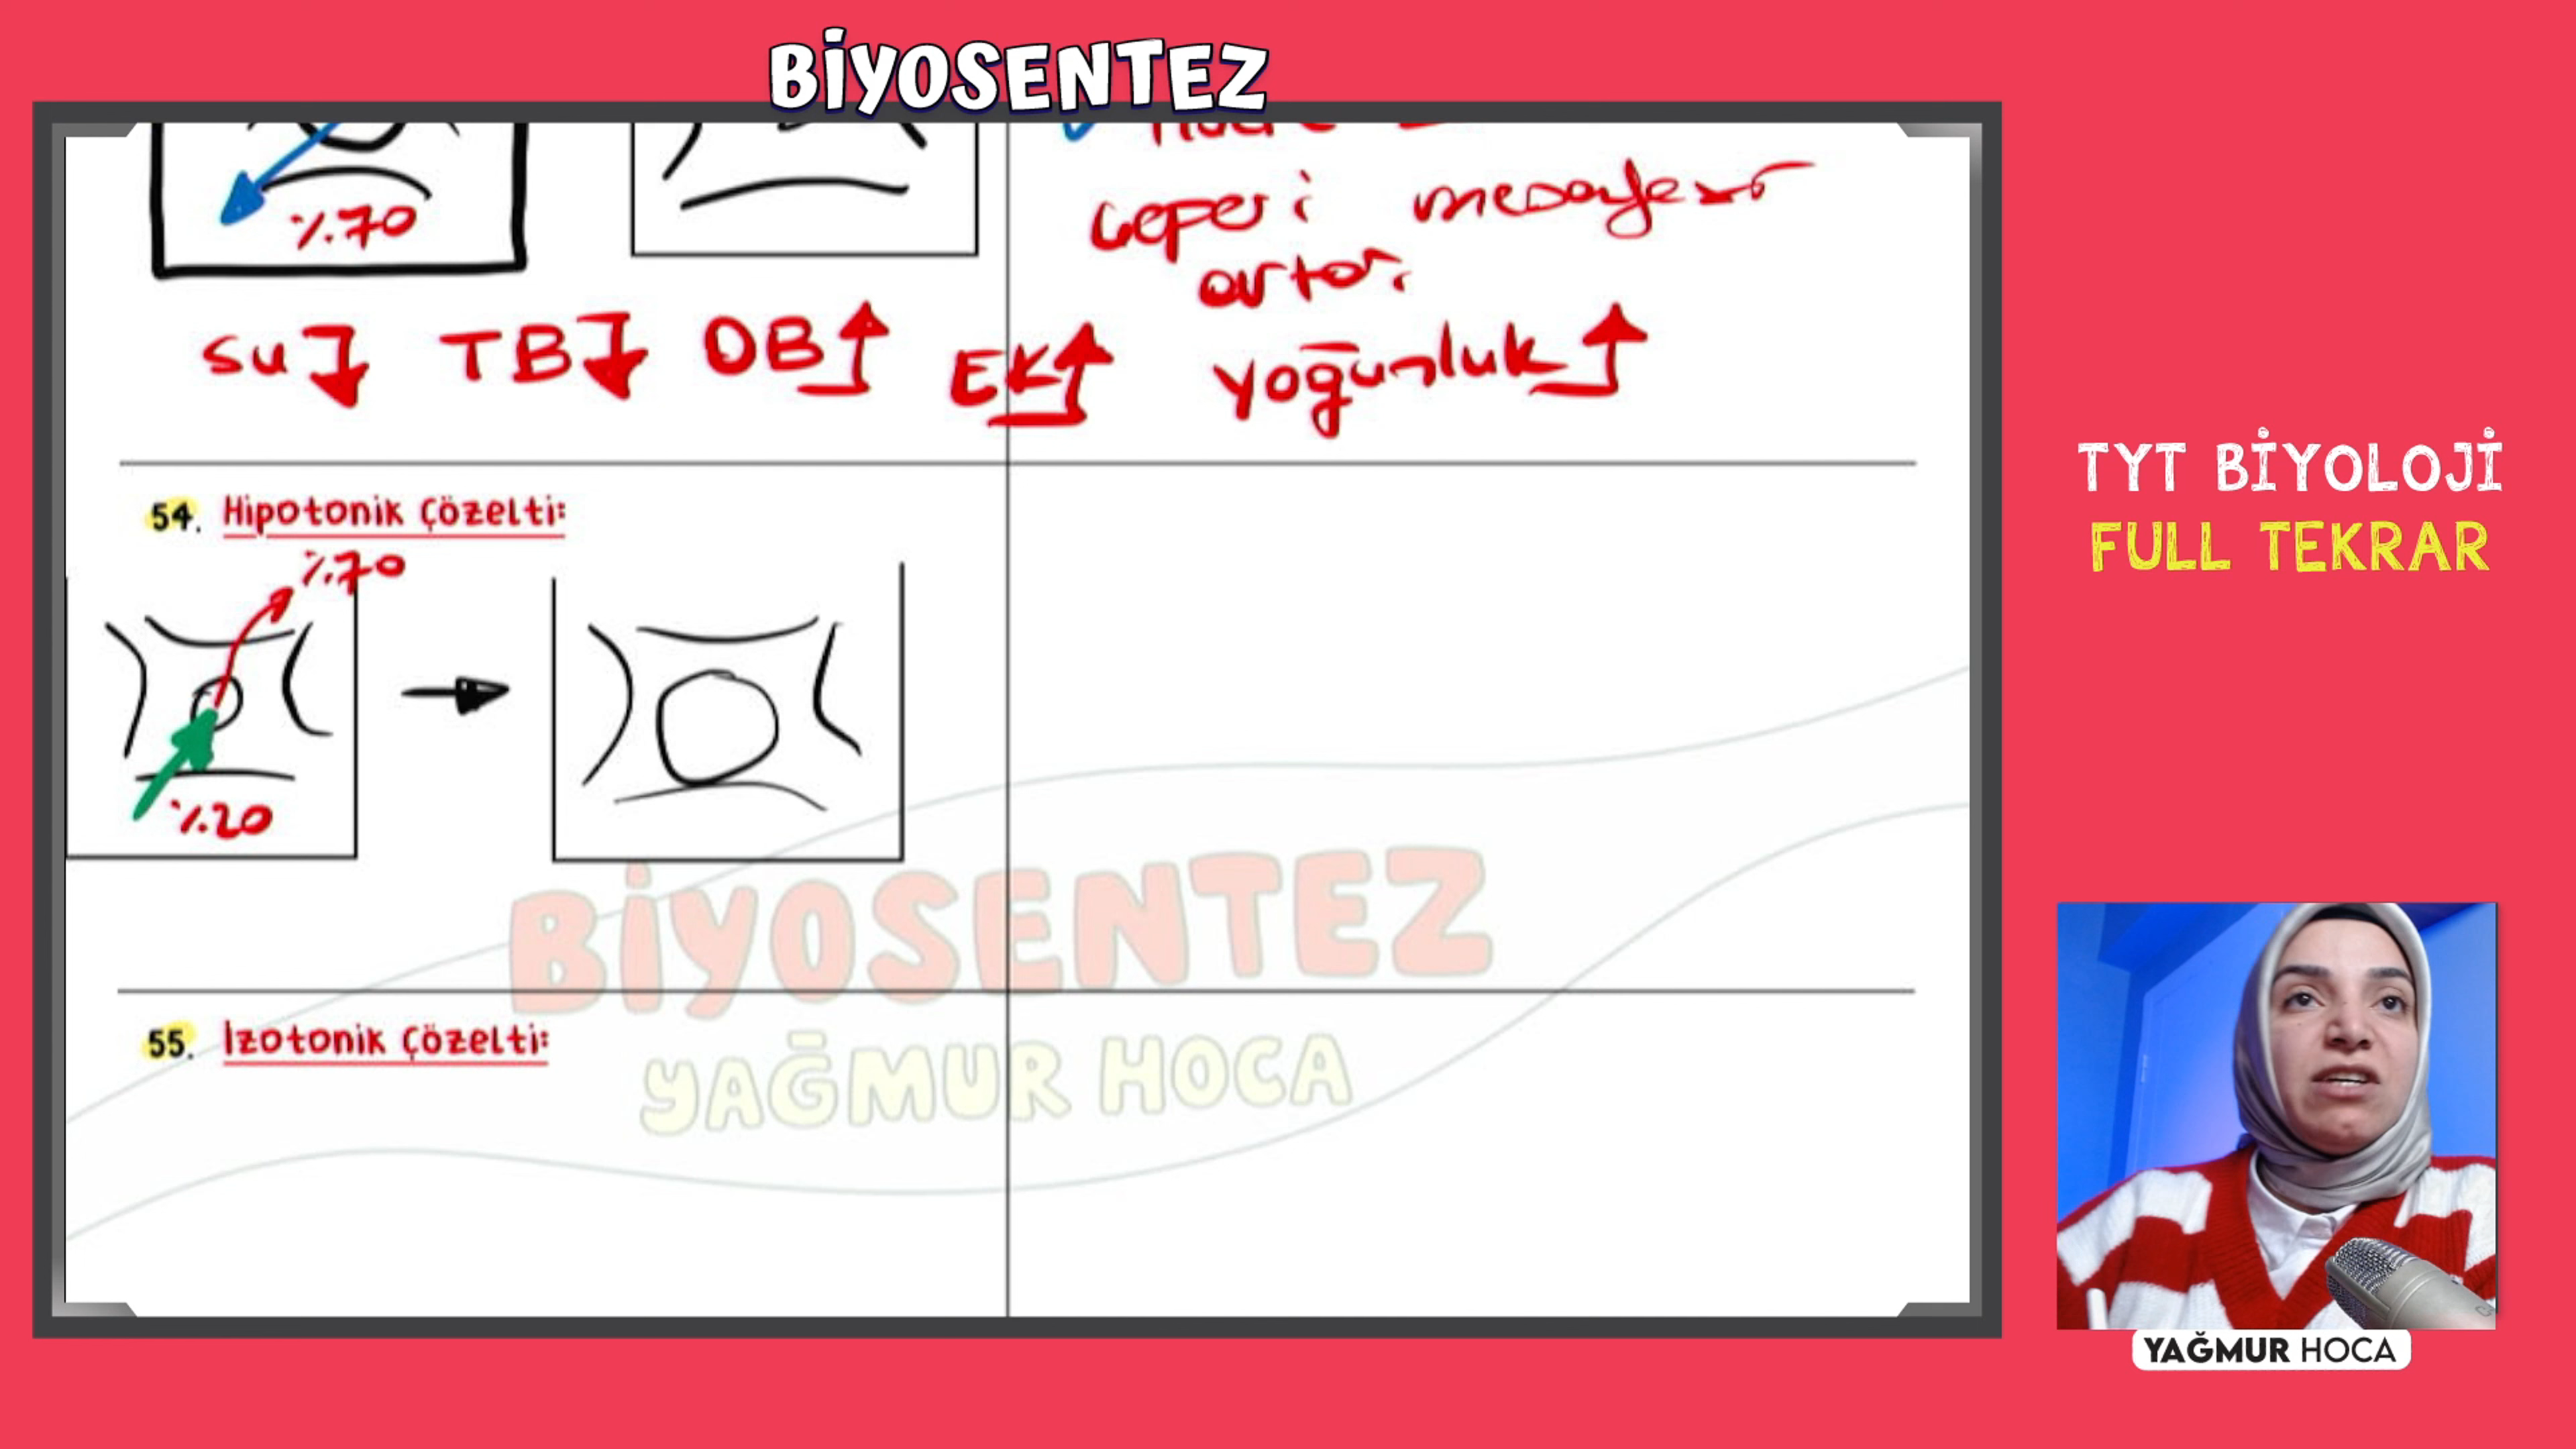 BİYOSENTEZ
%70
çeperi mesafesi
artar.
su↓ TB↓ OB↑ EK↑ yoğunluk↑
54. Hipotonik Çözelti:
%70
%20
55. İzotonik Çözelti:
BİYOSENTEZ
YAĞMUR HOCA
TYT BİYOLOJİ
FULL TEKRAR
YAĞMUR HOCA